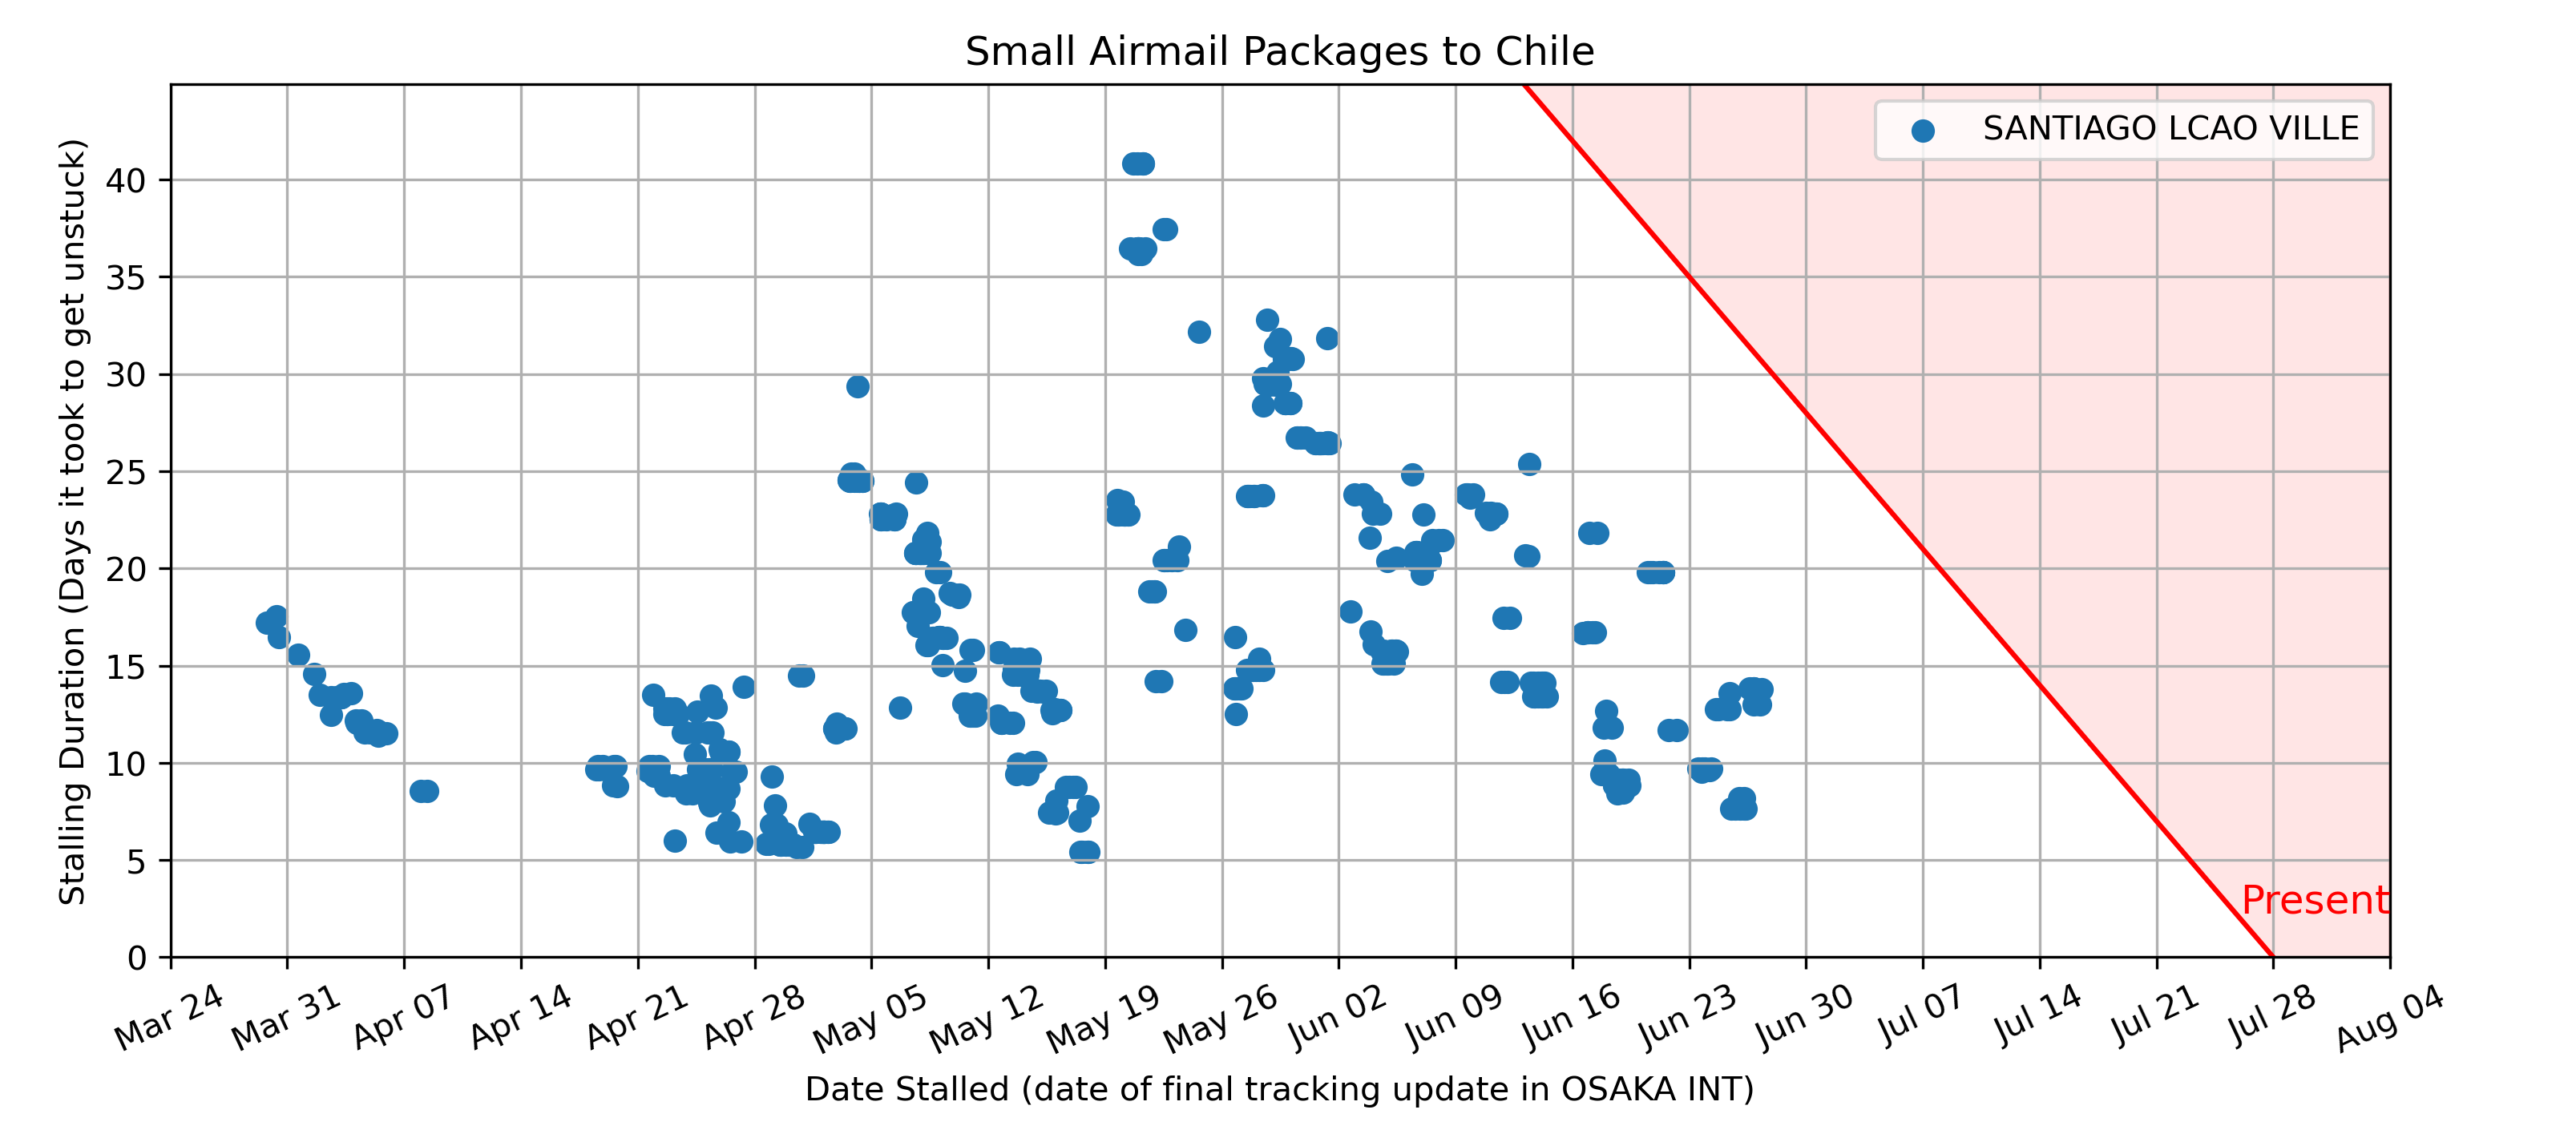 Small Airmail Packages to Chile
SANTIAGO LCAO VILLE
Stalling Duration (Days it took to get unstuck)
40
35
30
25
20
15
10
5
0
Present
Mar 24
Mar 31
Apr 07
Apr 14
Apr 21
Apr 28
May 05
May 12
May 19
May 26
Jun 02
Jun 09
Jun 16
Jun 23
Jun 30
Jul 07
Jul 14
Jul 21
Jul 28
Aug 04
Date Stalled (date of final tracking update in OSAKA INT)